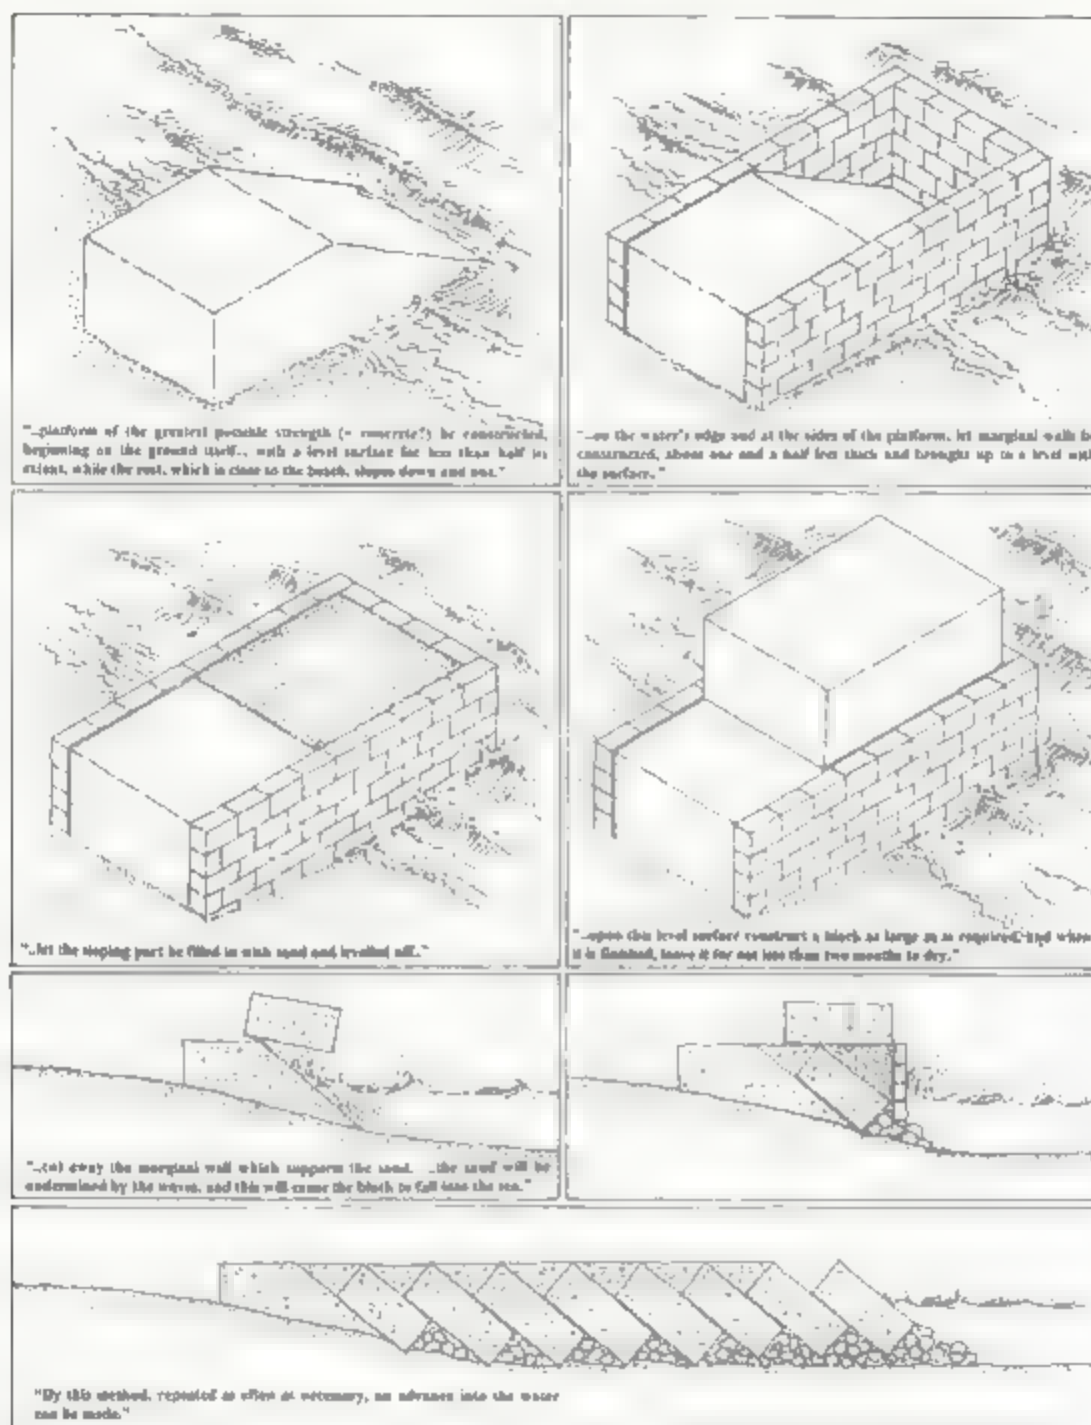 "...platform of the greatest possible strength (= concrete?) be constructed,
beginning on the ground itself.., with a level surface for less than half its
extent, while the rest, which is close to the beach, slopes down and out."
"...on the water's edge and at the sides of the platform, let marginal walls be
constructed, about one and a half feet thick and brought up to a level with
the surface."
"...let the sloping part be filled in with sand and levelled off."
"...upon this level surface construct a block as large as is required, and when
it is finished, leave it for not less than two months to dry."
"...cut away the marginal wall which supports the sand. ...the sand will be
undermined by the waves, and this will cause the block to fall into the sea."
"By this method, repeated as often as necessary, an advance into the water
can be made."